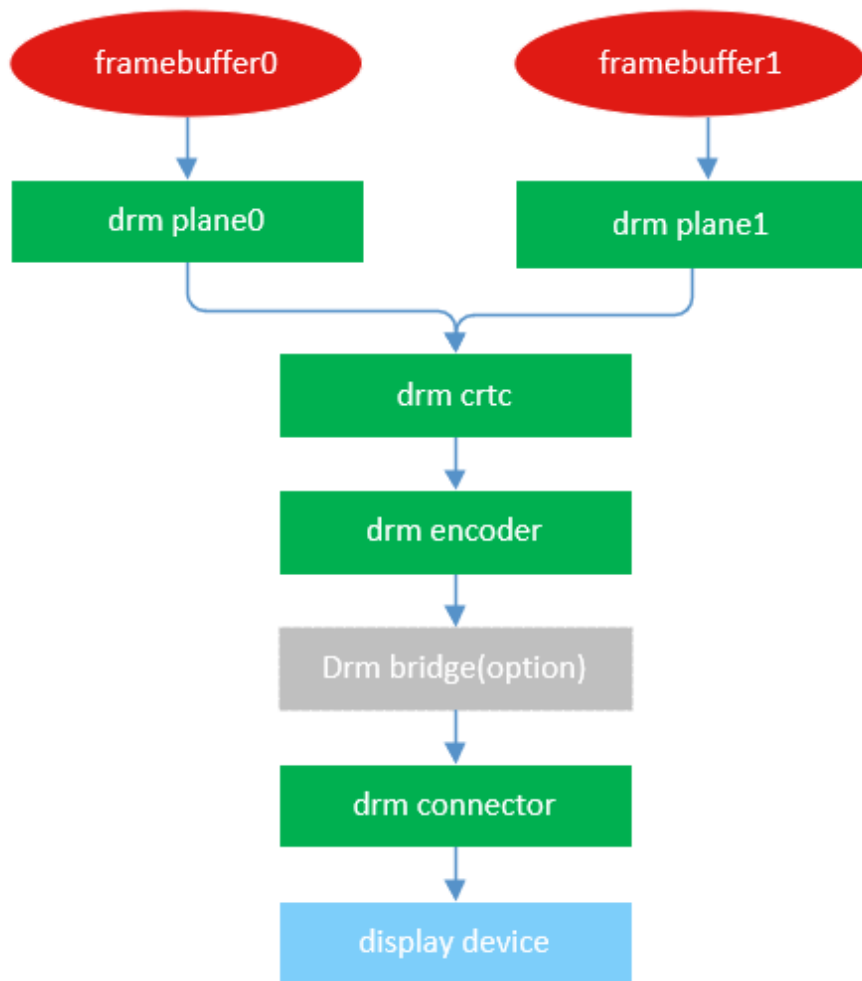 framebuffer0
framebuffer1
drm plane0
drm plane1
drm crtc
drm encoder
Drm bridge(option)
drm connector
display device